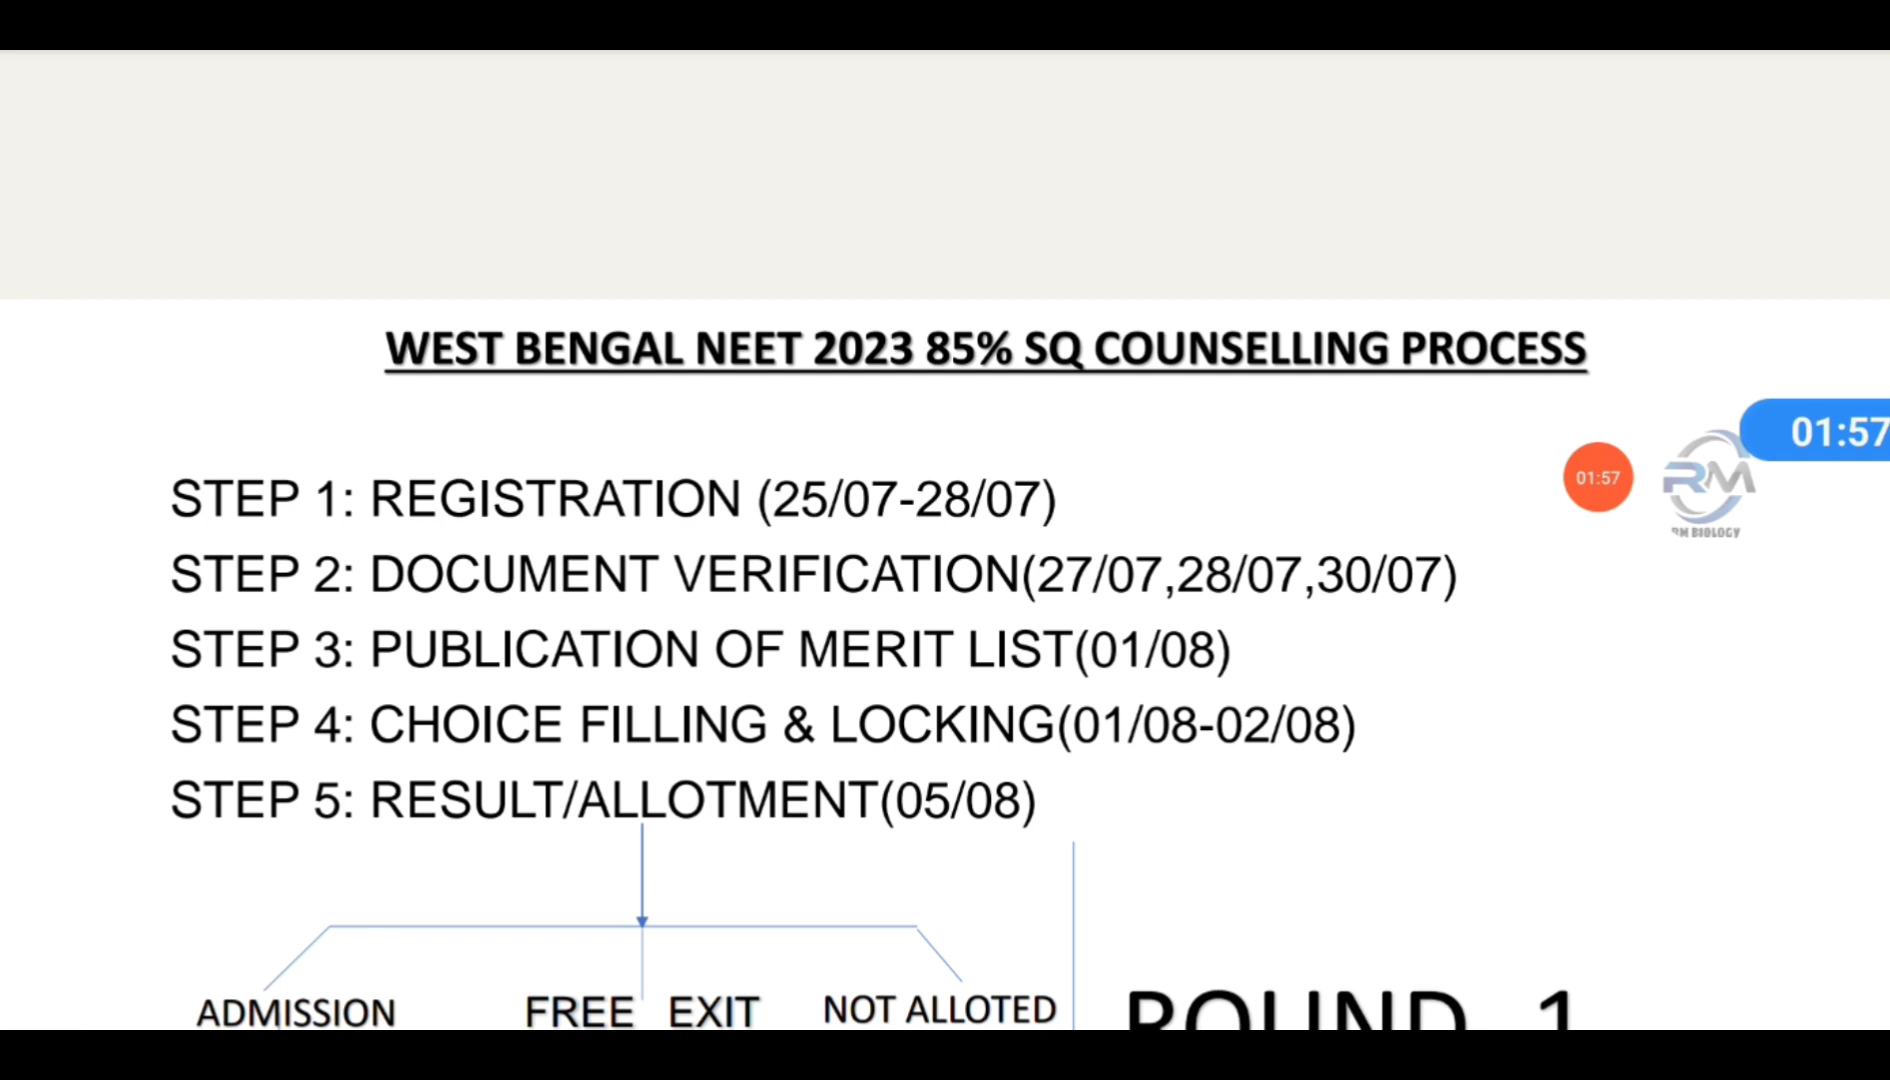 WEST BENGAL NEET 2023 85% SQ COUNSELLING PROCESS
01:57
01:57
RM
RM BIOLOGY
STEP 1: REGISTRATION (25/07-28/07)
STEP 2: DOCUMENT VERIFICATION(27/07,28/07,30/07)
STEP 3: PUBLICATION OF MERIT LIST(01/08)
STEP 4: CHOICE FILLING & LOCKING(01/08-02/08)
STEP 5: RESULT/ALLOTMENT(05/08)
ADMISSION FREE EXIT NOT ALLOTED
ROUND 1